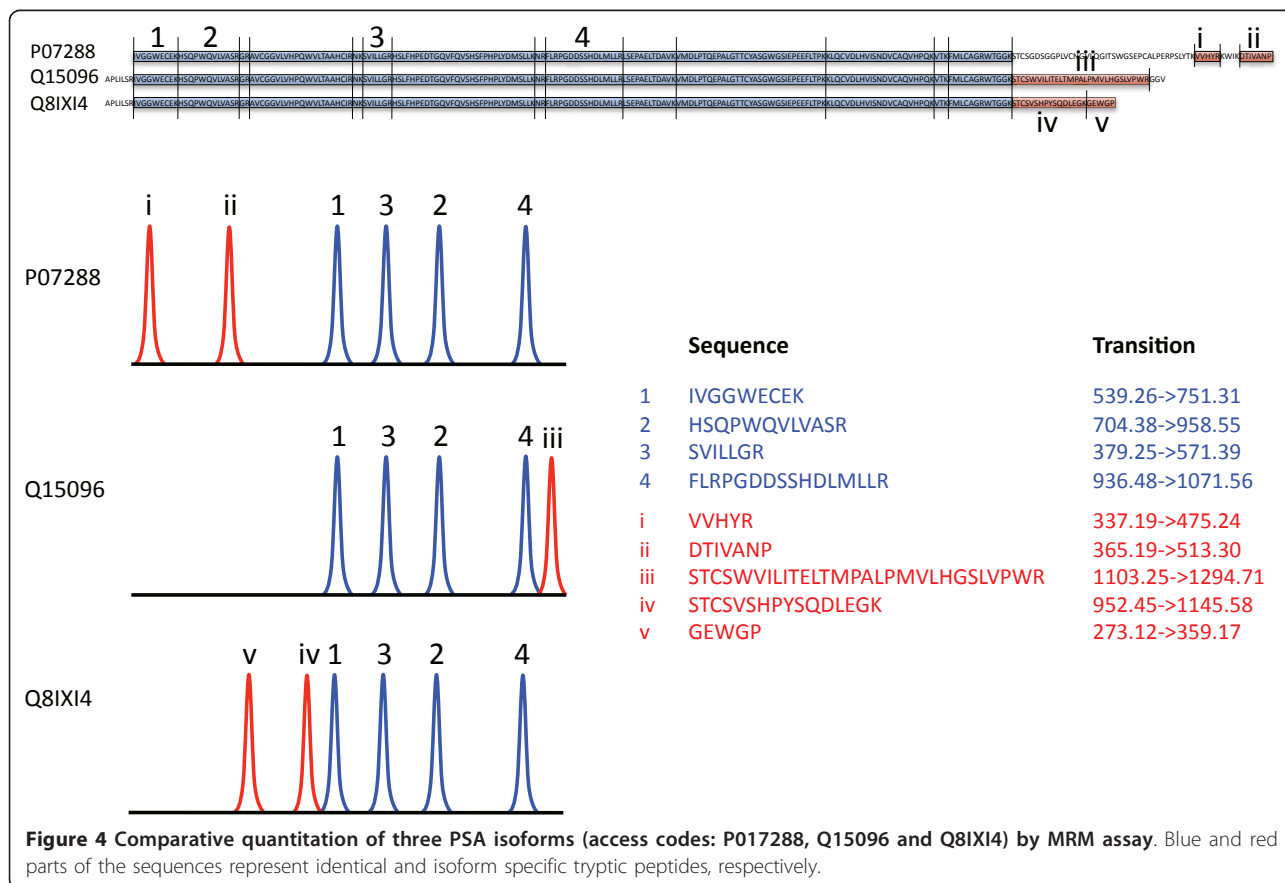 1 2 3 4 i ii
P07288 IVGGWECEKHSQPWQVLVASRGRAVCGGVLVHPQWVLTAAHCIRNKSVILLGRHSLFHPEDTGQVFQVSHSFPHPLYDMSLLKNRFLRPGDDSSHDLMLLRLSEPAELTDAVKVMDLPTQEPALGTTCYASGWGSIEPEEFLTPKKLQCVDLHVISNDVCAQVHPQKVTKFMLCAGRWTGGKSTCSGDSGGPLVCNGVLQGITSWGSEPCALPERPSLYTKVVHYRKWIKDTIVANP
iii
Q15096 APLILSRIVGGWECEKHSQPWQVLVASRGRAVCGGVLVHPQWVLTAAHCIRNKSVILLGRHSLFHPEDTGQVFQVSHSFPHPLYDMSLLKNRFLRPGDDSSHDLMLLRLSEPAELTDAVKVMDLPTQEPALGTTCYASGWGSIEPEEFLTPKKLQCVDLHVISNDVCAQVHPQKVTKFMLCAGRWTGGKSTCSWVILITELTMPALPMVLHGSLVPWRGGV
Q8IXI4 APLILSRIVGGWECEKHSQPWQVLVASRGRAVCGGVLVHPQWVLTAAHCIRNKSVILLGRHSLFHPEDTGQVFQVSHSFPHPLYDMSLLKNRFLRPGDDSSHDLMLLRLSEPAELTDAVKVMDLPTQEPALGTTCYASGWGSIEPEEFLTPKKLQCVDLHVISNDVCAQVHPQKVTKFMLCAGRWTGGKSTCSVSHPYSQDLEGKGEWGP
iv v
i ii 1 3 2 4
P07288
1 3 2 4 iii
Q15096
v iv 1 3 2 4
Q8IXI4
Sequence Transition
1 IVGGWECEK 539.26->751.31
2 HSQPWQVLVASR 704.38->958.55
3 SVILLGR 379.25->571.39
4 FLRPGDDSSHDLMLLR 936.48->1071.56
i VVHYR 337.19->475.24
ii DTIVANP 365.19->513.30
iii STCSWVILITELTMPALPMVLHGSLVPWR 1103.25->1294.71
iv STCSVSHPYSQDLEGK 952.45->1145.58
v GEWGP 273.12->359.17
Figure 4 Comparative quantitation of three PSA isoforms (access codes: P017288, Q15096 and Q8IXI4) by MRM assay. Blue and red
parts of the sequences represent identical and isoform specific tryptic peptides, respectively.